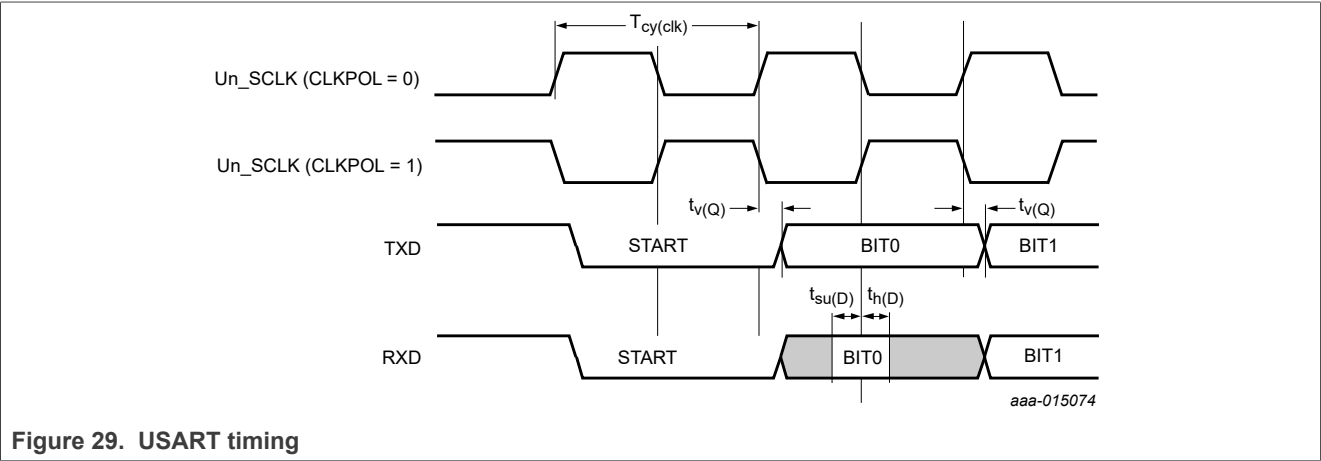 T_cy(clk)
Un_SCLK (CLKPOL = 0)
Un_SCLK (CLKPOL = 1)
t_v(Q) t_v(Q)
TXD START BIT0 BIT1
t_su(D) t_h(D)
RXD START BIT0 BIT1
aaa-015074
Figure 29. USART timing